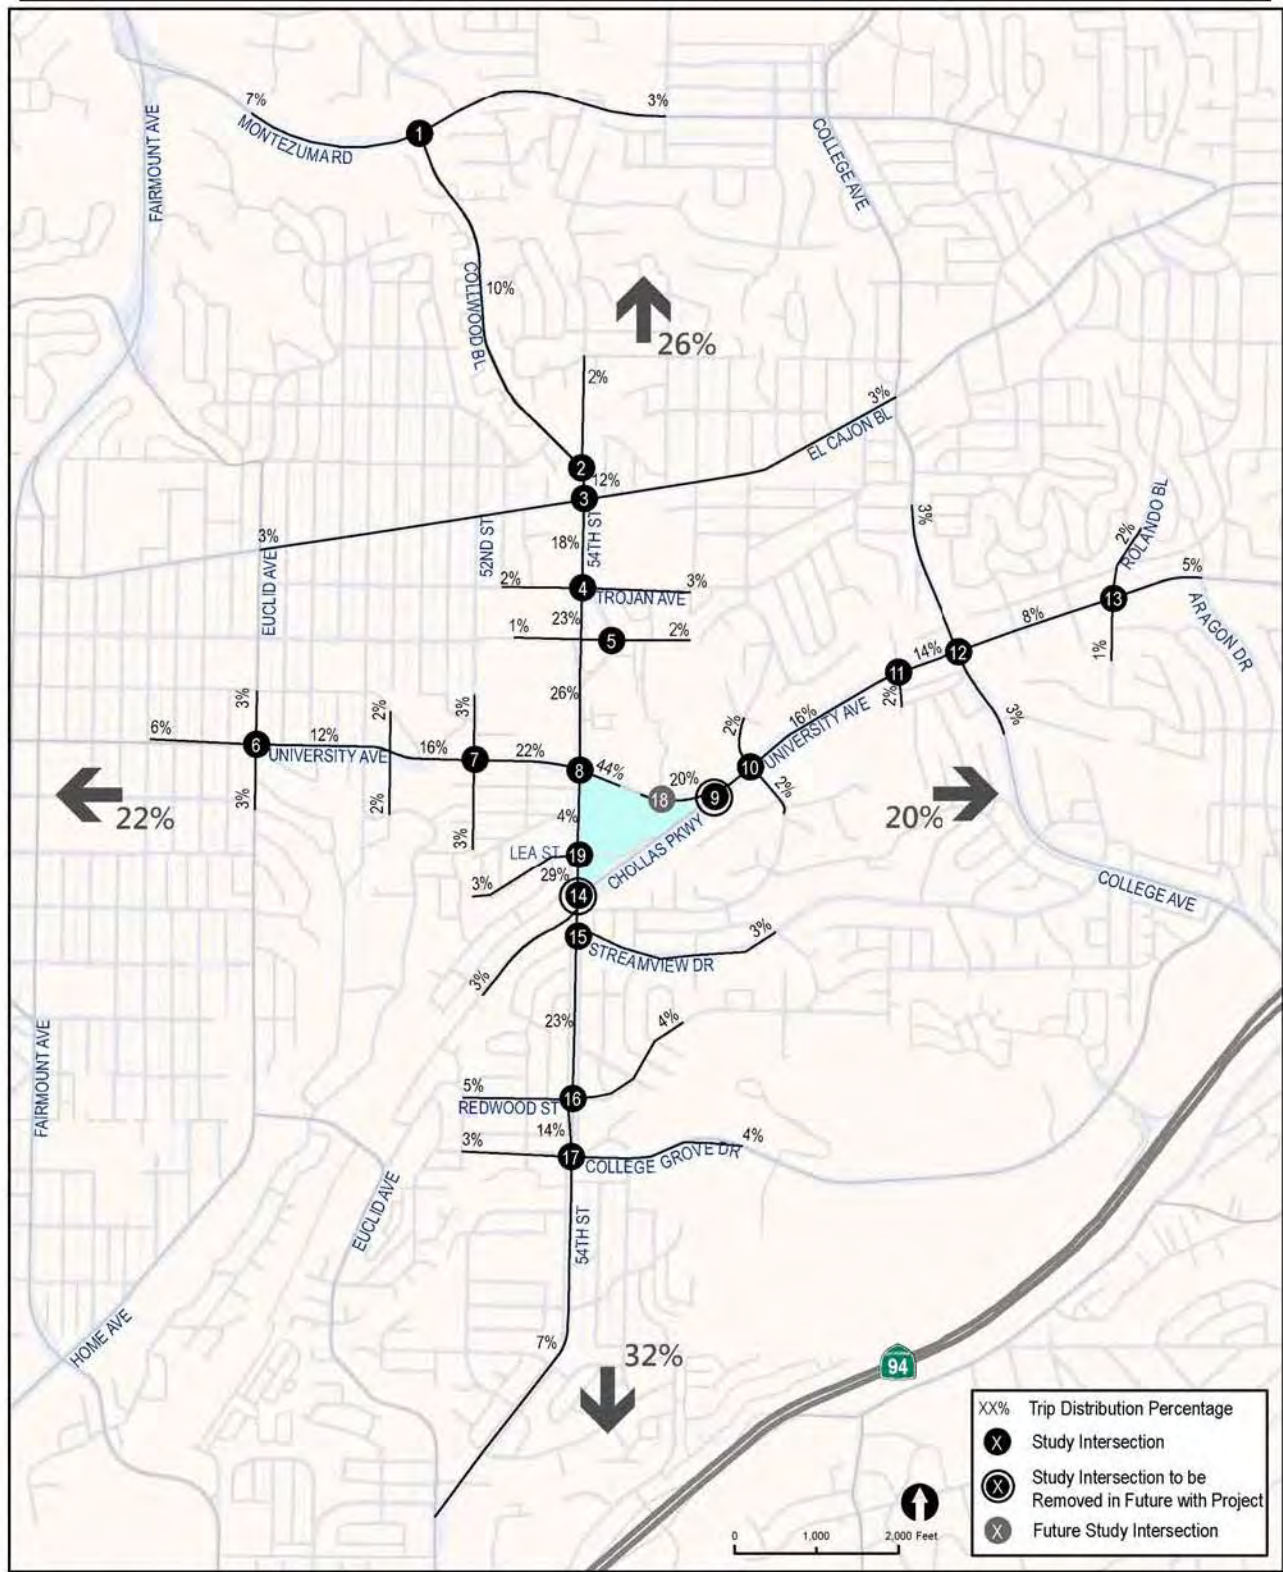 7%
3%
MONTEZUMARD
1
FAIRMOUNT AVE
COLLEGE AVE
COLLWOOD BL
10%
26%
2%
3%
EL CAJON BL
2
12%
3
3%
52ND ST
18%
54TH ST
EUCLID AVE
2%
4
3%
TROJAN AVE
23%
1%
5
2%
26%
3%
2%
ROLANDO BL
5%
13
8%
ARAGON DR
1%
14%
12
11
2%
3%
16%
UNIVERSITY AVE
2%
10
2%
3%
2%
3%
6%
6
12%
UNIVERSITY AVE
16%
7
22%
8
44%
20%
18
9
3%
2%
3%
22%
20%
4%
CHOLLAS PKWY
LEA ST
19
29%
3%
14
COLLEGE AVE
15
3%
STREAMVIEW DR
3%
23%
4%
5%
16
REDWOOD ST
14%
3%
17
4%
COLLEGE GROVE DR
FAIRMOUNT AVE
EUCLID AVE
54TH ST
HOME AVE
7%
32%
CALIFORNIA
94
XX% Trip Distribution Percentage
X Study Intersection
X Study Intersection to be
Removed in Future with Project
X Future Study Intersection
0 1,000 2,000 Feet